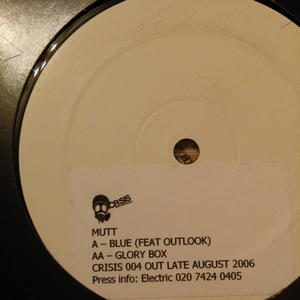 CRISIS
MUTT
A – BLUE (FEAT OUTLOOK)
AA – GLORY BOX
CRISIS 004 OUT LATE AUGUST 2006
Press info: Electric 020 7424 0405